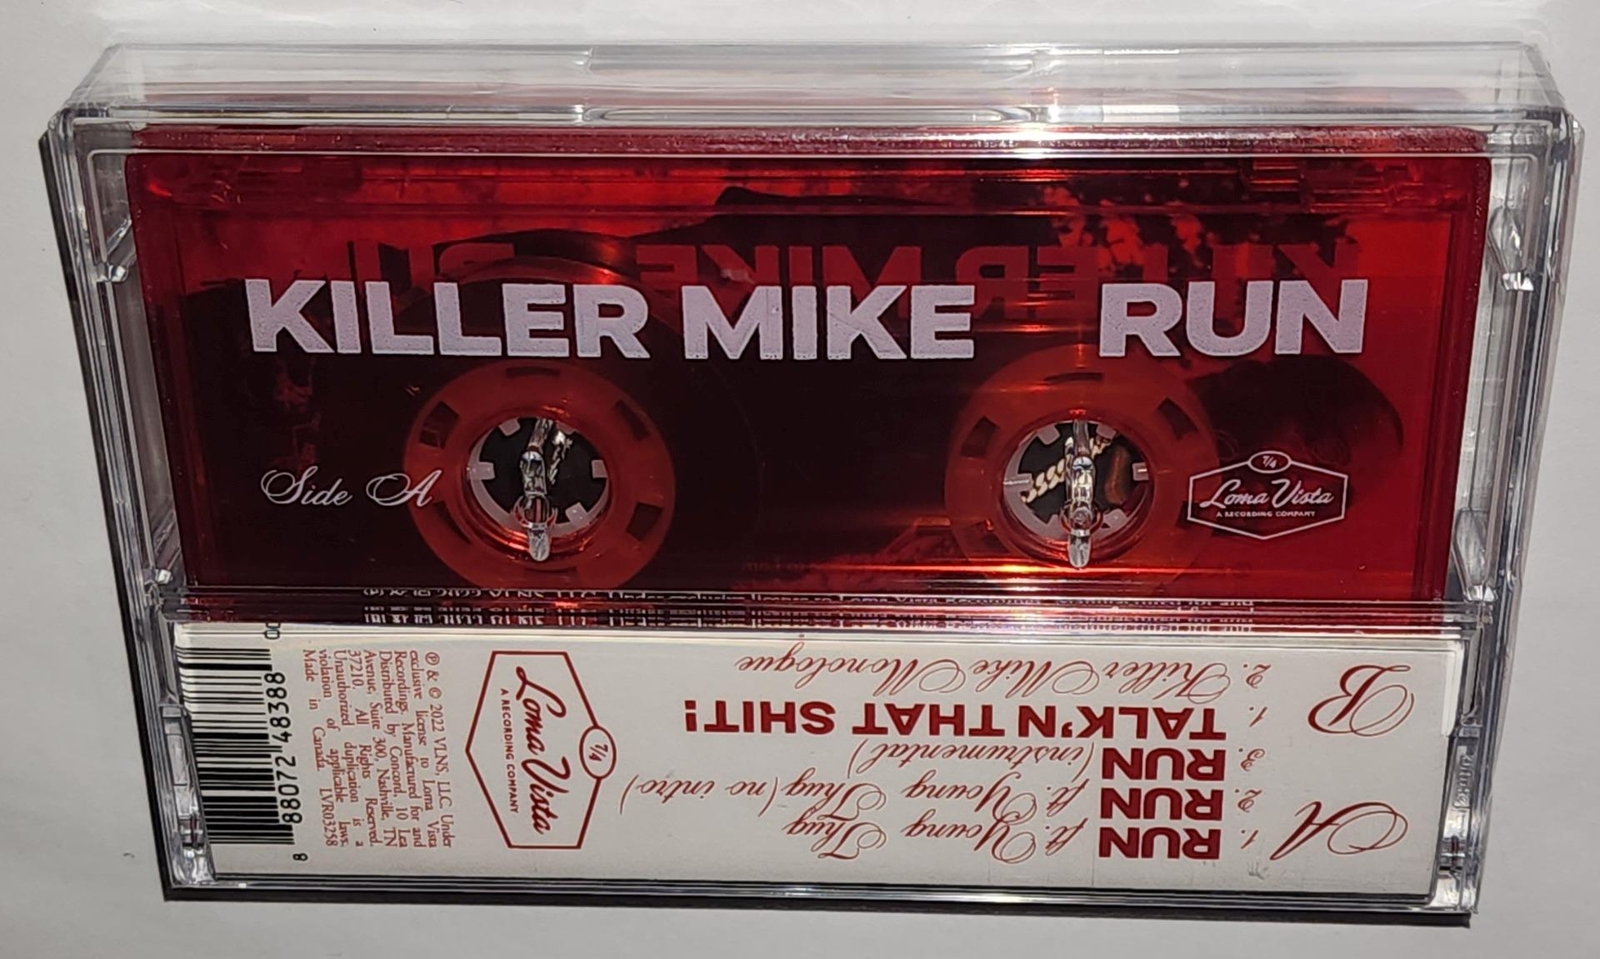 KILLER MIKE RUN
Side A
7/4
Loma Vista
A RECORDING COMPANY
A
1. RUN ft. Young Thug
2. RUN ft. Young Thug (no intro)
3. RUN (instrumental)
B
1. TALK'N THAT SHIT!
2. Killer Mike Monologue
7/4
Loma Vista
A RECORDING COMPANY
℗ & © 2022 VLNS, LLC Under
exclusive license to Loma Vista
Recordings. Manufactured for and
Distributed by Concord, 10 Lea
Avenue, Suite 300, Nashville, TN
37210. All Rights Reserved.
Unauthorized duplication is a
violation of applicable laws.
Made in Canada. LVR03258
8 88072 48388